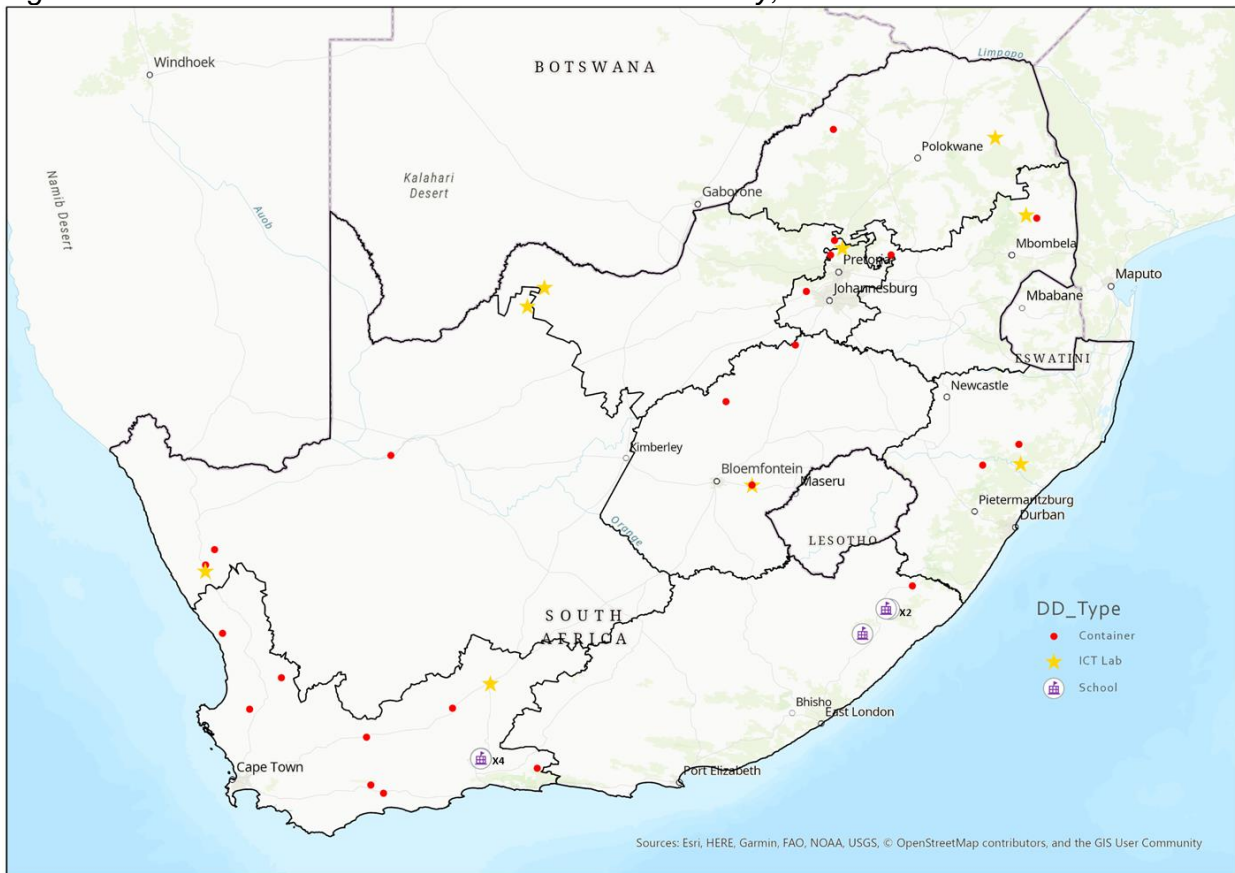 Windhoek
BOTSWANA
Limpopo
Polokwane
Namib Desert
Kalahari
Desert
Auob
Gaborone
Mbombela
Pretoria
Maputo
Johannesburg
Mbabane
ESWATINI
Newcastle
Kimberley
Bloemfontein
Maseru
Pietermaritzburg
Durban
Orange
LESOTHO
SOUTH
AFRICA
X2
DD_Type
Container
ICT Lab
School
Bhisho
East London
X4
Cape Town
Port Elizabeth
Sources: Esri, HERE, Garmin, FAO, NOAA, USGS, © OpenStreetMap contributors, and the GIS User Community